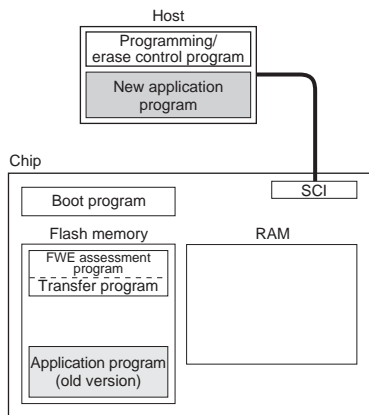 Host
Programming/
erase control program
New application
program
Chip
SCI
Boot program
Flash memory
RAM
FWE assessment
program
Transfer program
Application program
(old version)